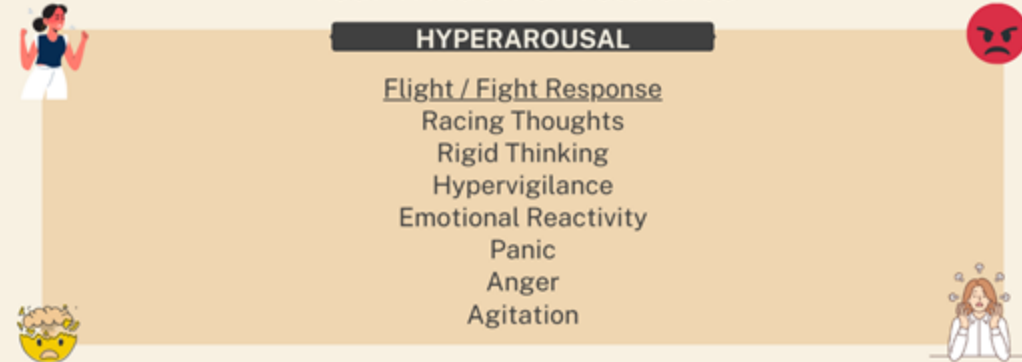 HYPERAROUSAL
Flight / Fight Response
Racing Thoughts
Rigid Thinking
Hypervigilance
Emotional Reactivity
Panic
Anger
Agitation